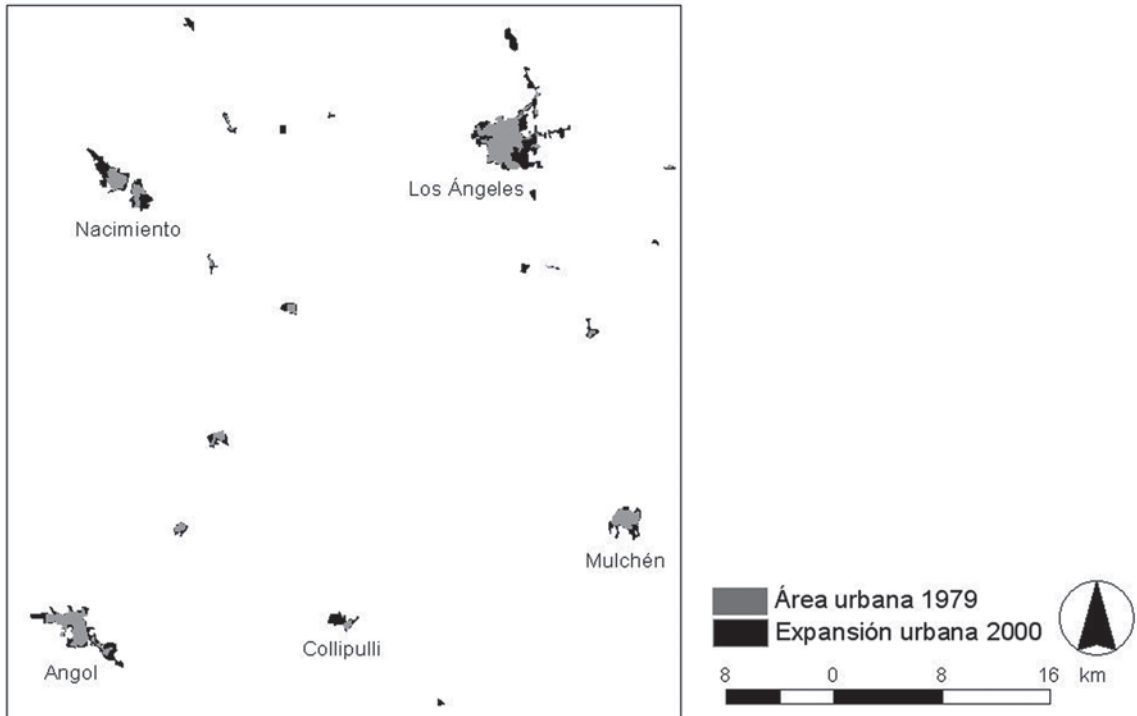 Los Ángeles
Nacimiento
Mulchén
Collipulli
Angol
Área urbana 1979
Expansión urbana 2000
8 0 8 16 km